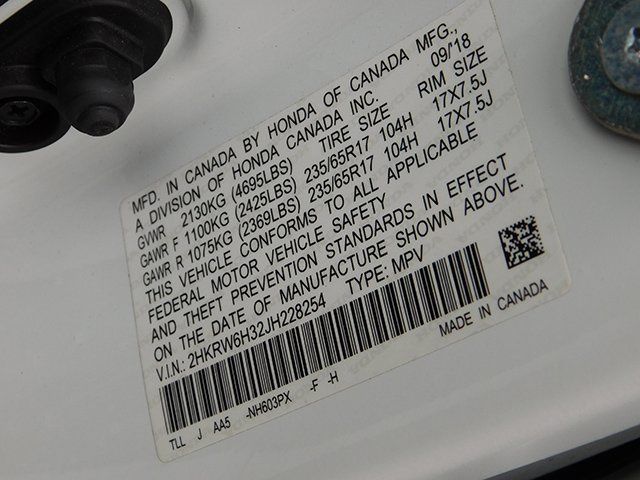 MFD. IN CANADA BY HONDA OF CANADA MFG.,
A DIVISION OF HONDA CANADA INC. 09/'18
GVWR 2130KG (4695LBS) TIRE SIZE RIM SIZE
GAWR F 1100KG (2425LBS) 235/65R17 104H 17X7.5J
GAWR R 1075KG (2369LBS) 235/65R17 104H 17X7.5J
THIS VEHICLE CONFORMS TO ALL APPLICABLE
FEDERAL MOTOR VEHICLE SAFETY
AND THEFT PREVENTION STANDARDS IN EFFECT
ON THE DATE OF MANUFACTURE SHOWN ABOVE.
V.I.N.: 2HKRW6H32JH228254 TYPE: MPV
MADE IN CANADA
TLL J AA5 -NH603PX -F -H